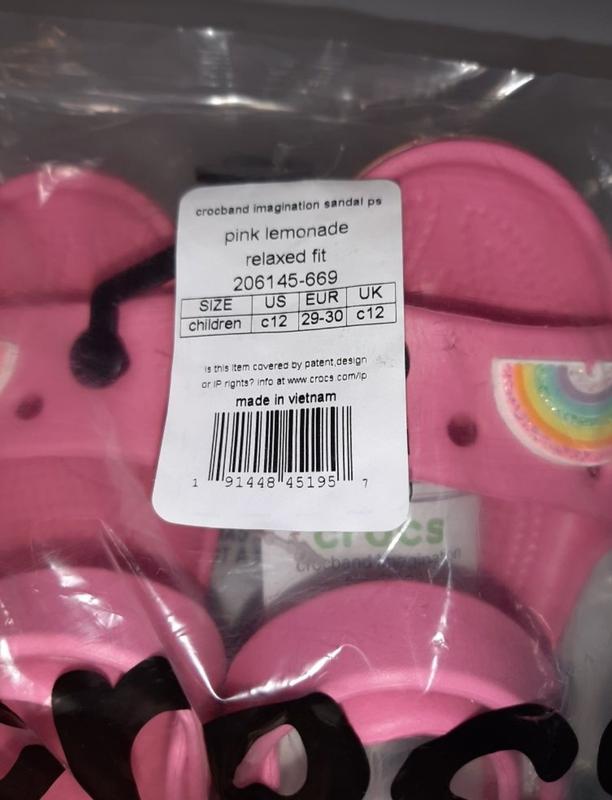 crocband imagination sandal ps
pink lemonade
relaxed fit
206145-669
SIZE US EUR UK
children c12 29-30 c12
is this item covered by patent,design
or IP rights? info at www.crocs.com/ip
made in vietnam
1 91448 45195 7
crocs
crocband imagination